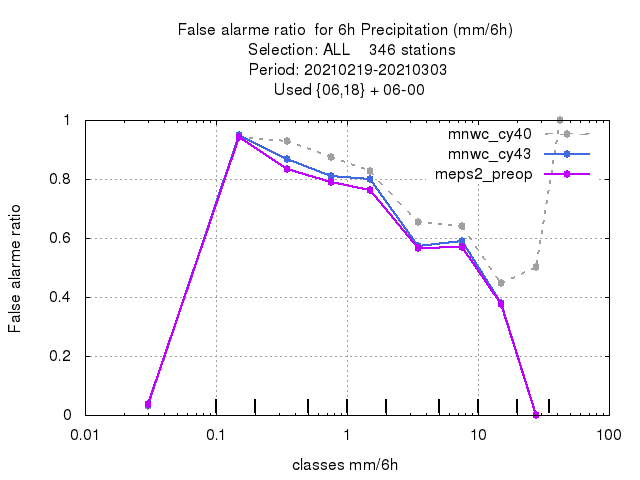 False alarme ratio  for 6h Precipitation (mm/6h)
Selection: ALL    346 stations
Period: 20210219-20210303
Used {06,18} + 06-00
mnwc_cy40
mnwc_cy43
meps2_preop
1
0.8
0.6
0.4
0.2
0
False alarme ratio
0.01 0.1 1 10 100
classes mm/6h